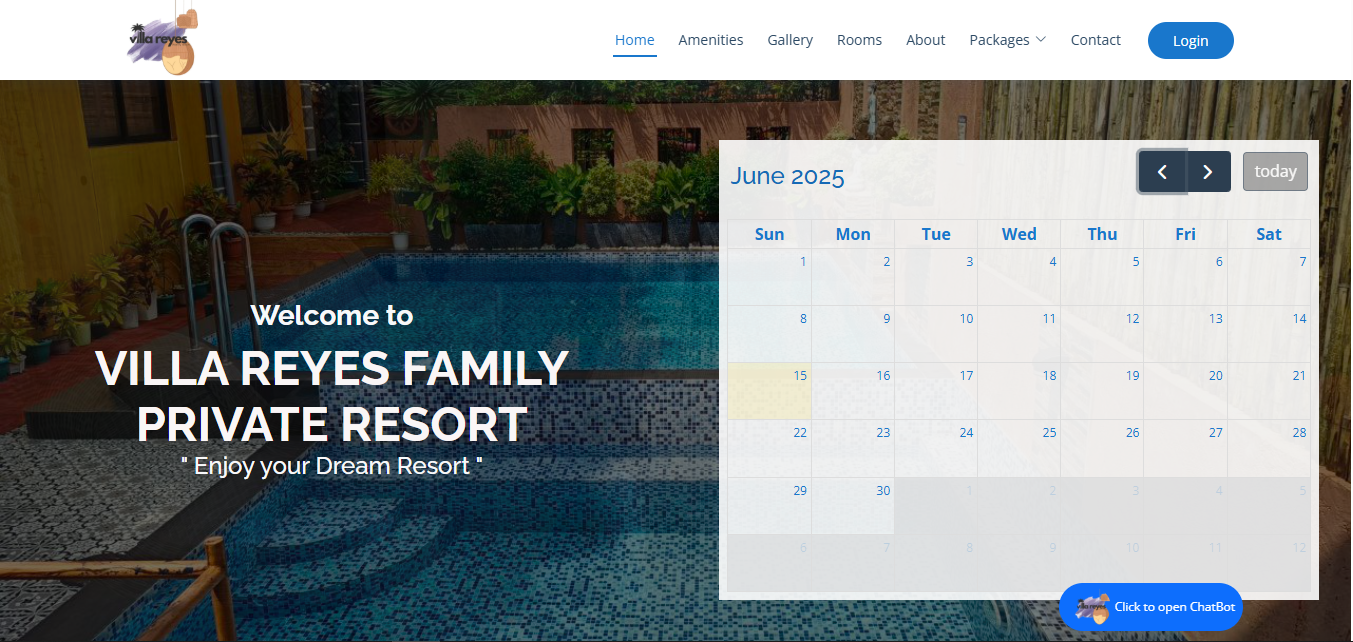 villa reyes
Home Amenities Gallery Rooms About Packages Contact Login
Welcome to
VILLA REYES FAMILY
PRIVATE RESORT
" Enjoy your Dream Resort "
June 2025
today
Sun Mon Tue Wed Thu Fri Sat
1 2 3 4 5 6 7
8 9 10 11 12 13 14
15 16 17 18 19 20 21
22 23 24 25 26 27 28
29 30 1 2 3 4 5
6 7 8 9 10 11 12
villa reyes Click to open ChatBot